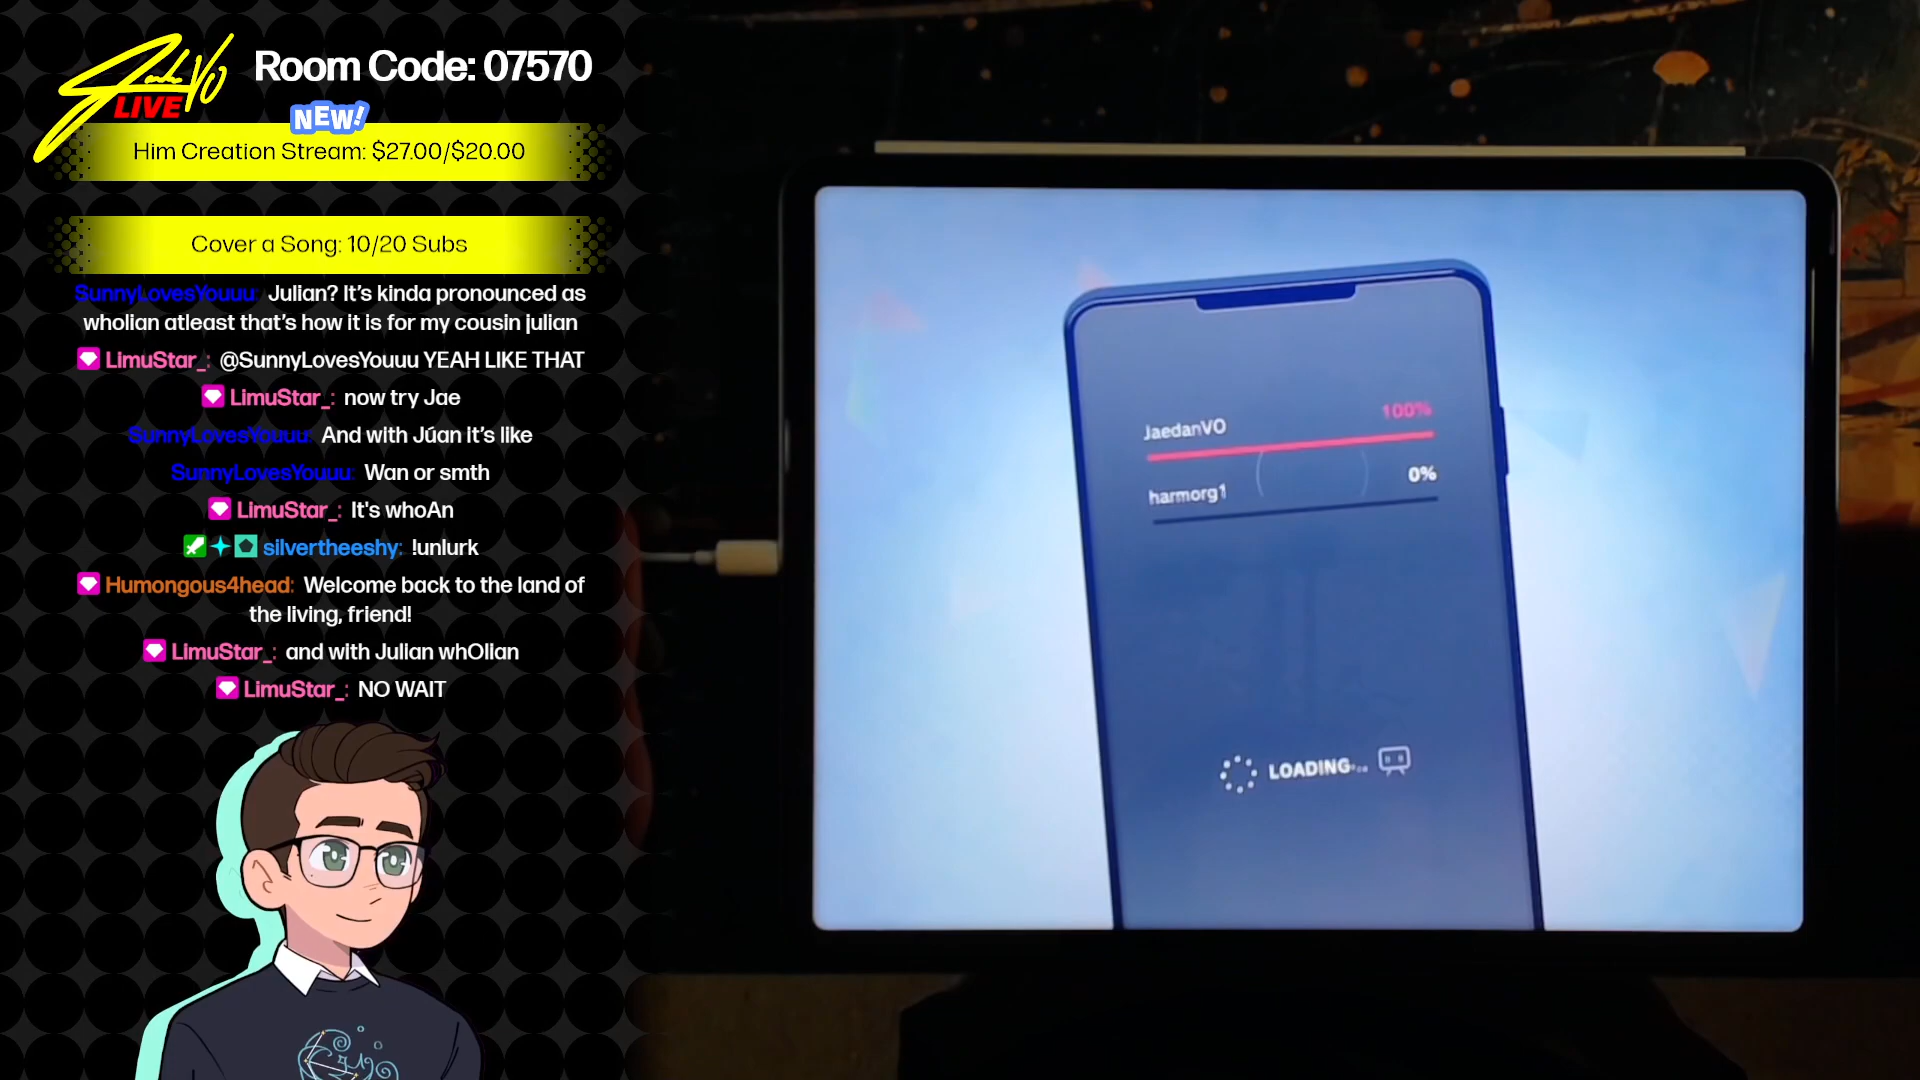 Jaedan VO
LIVE
Room Code: 07570
NEW!
Him Creation Stream: $27.00/$20.00
Cover a Song: 10/20 Subs
SunnyLovesYouuu: Julian? It's kinda pronounced as
wholian atleast that's how it is for my cousin julian
LimuStar_: @SunnyLovesYouuu YEAH LIKE THAT
LimuStar_: now try Jae
SunnyLovesYouuu: And with Júan it's like
SunnyLovesYouuu: Wan or smth
LimuStar_: It's whoAn
silvertheeshy: !unlurk
Humongous4head: Welcome back to the land of
the living, friend!
LimuStar_: and with Julian whOlian
LimuStar_: NO WAIT
JaedanVO 100%
harmorg1 0%
LOADING...